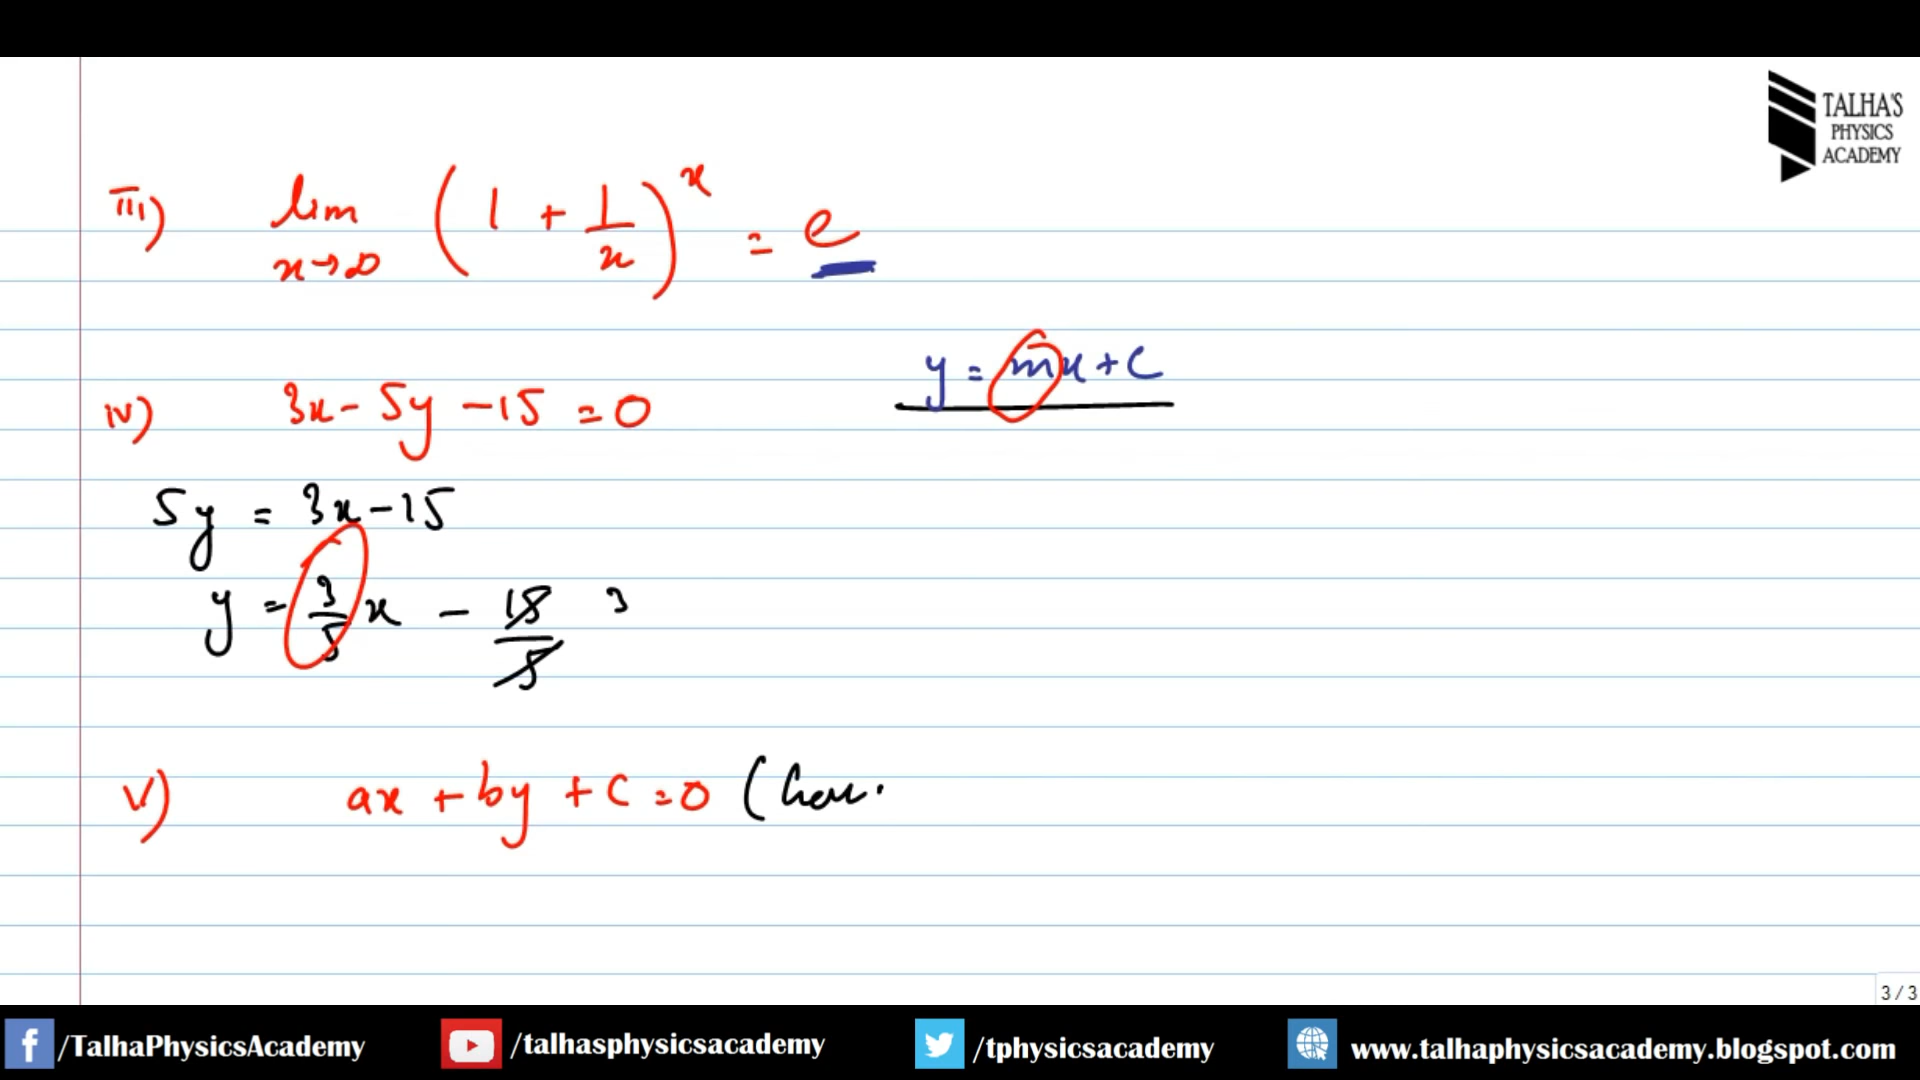 TALHA'S
PHYSICS
ACADEMY
iii) lim x→∞ (1 + 1/x)^x = e
y = mx + c
iv) 3x - 5y - 15 = 0
5y = 3x - 15
y = 3/5 x - 15/5 3
v) ax + by + c = 0 (hor.
3 / 3
/TalhaPhysicsAcademy
/talhasphysicsacademy
/tphysicsacademy
www.talhaphysicsacademy.blogspot.com